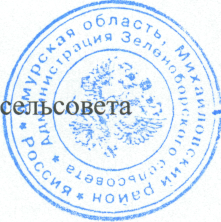 Россия ★ Амурская область, Михайловский район ★
Администрация Зеленоборского сельсовета ★
сельсовета